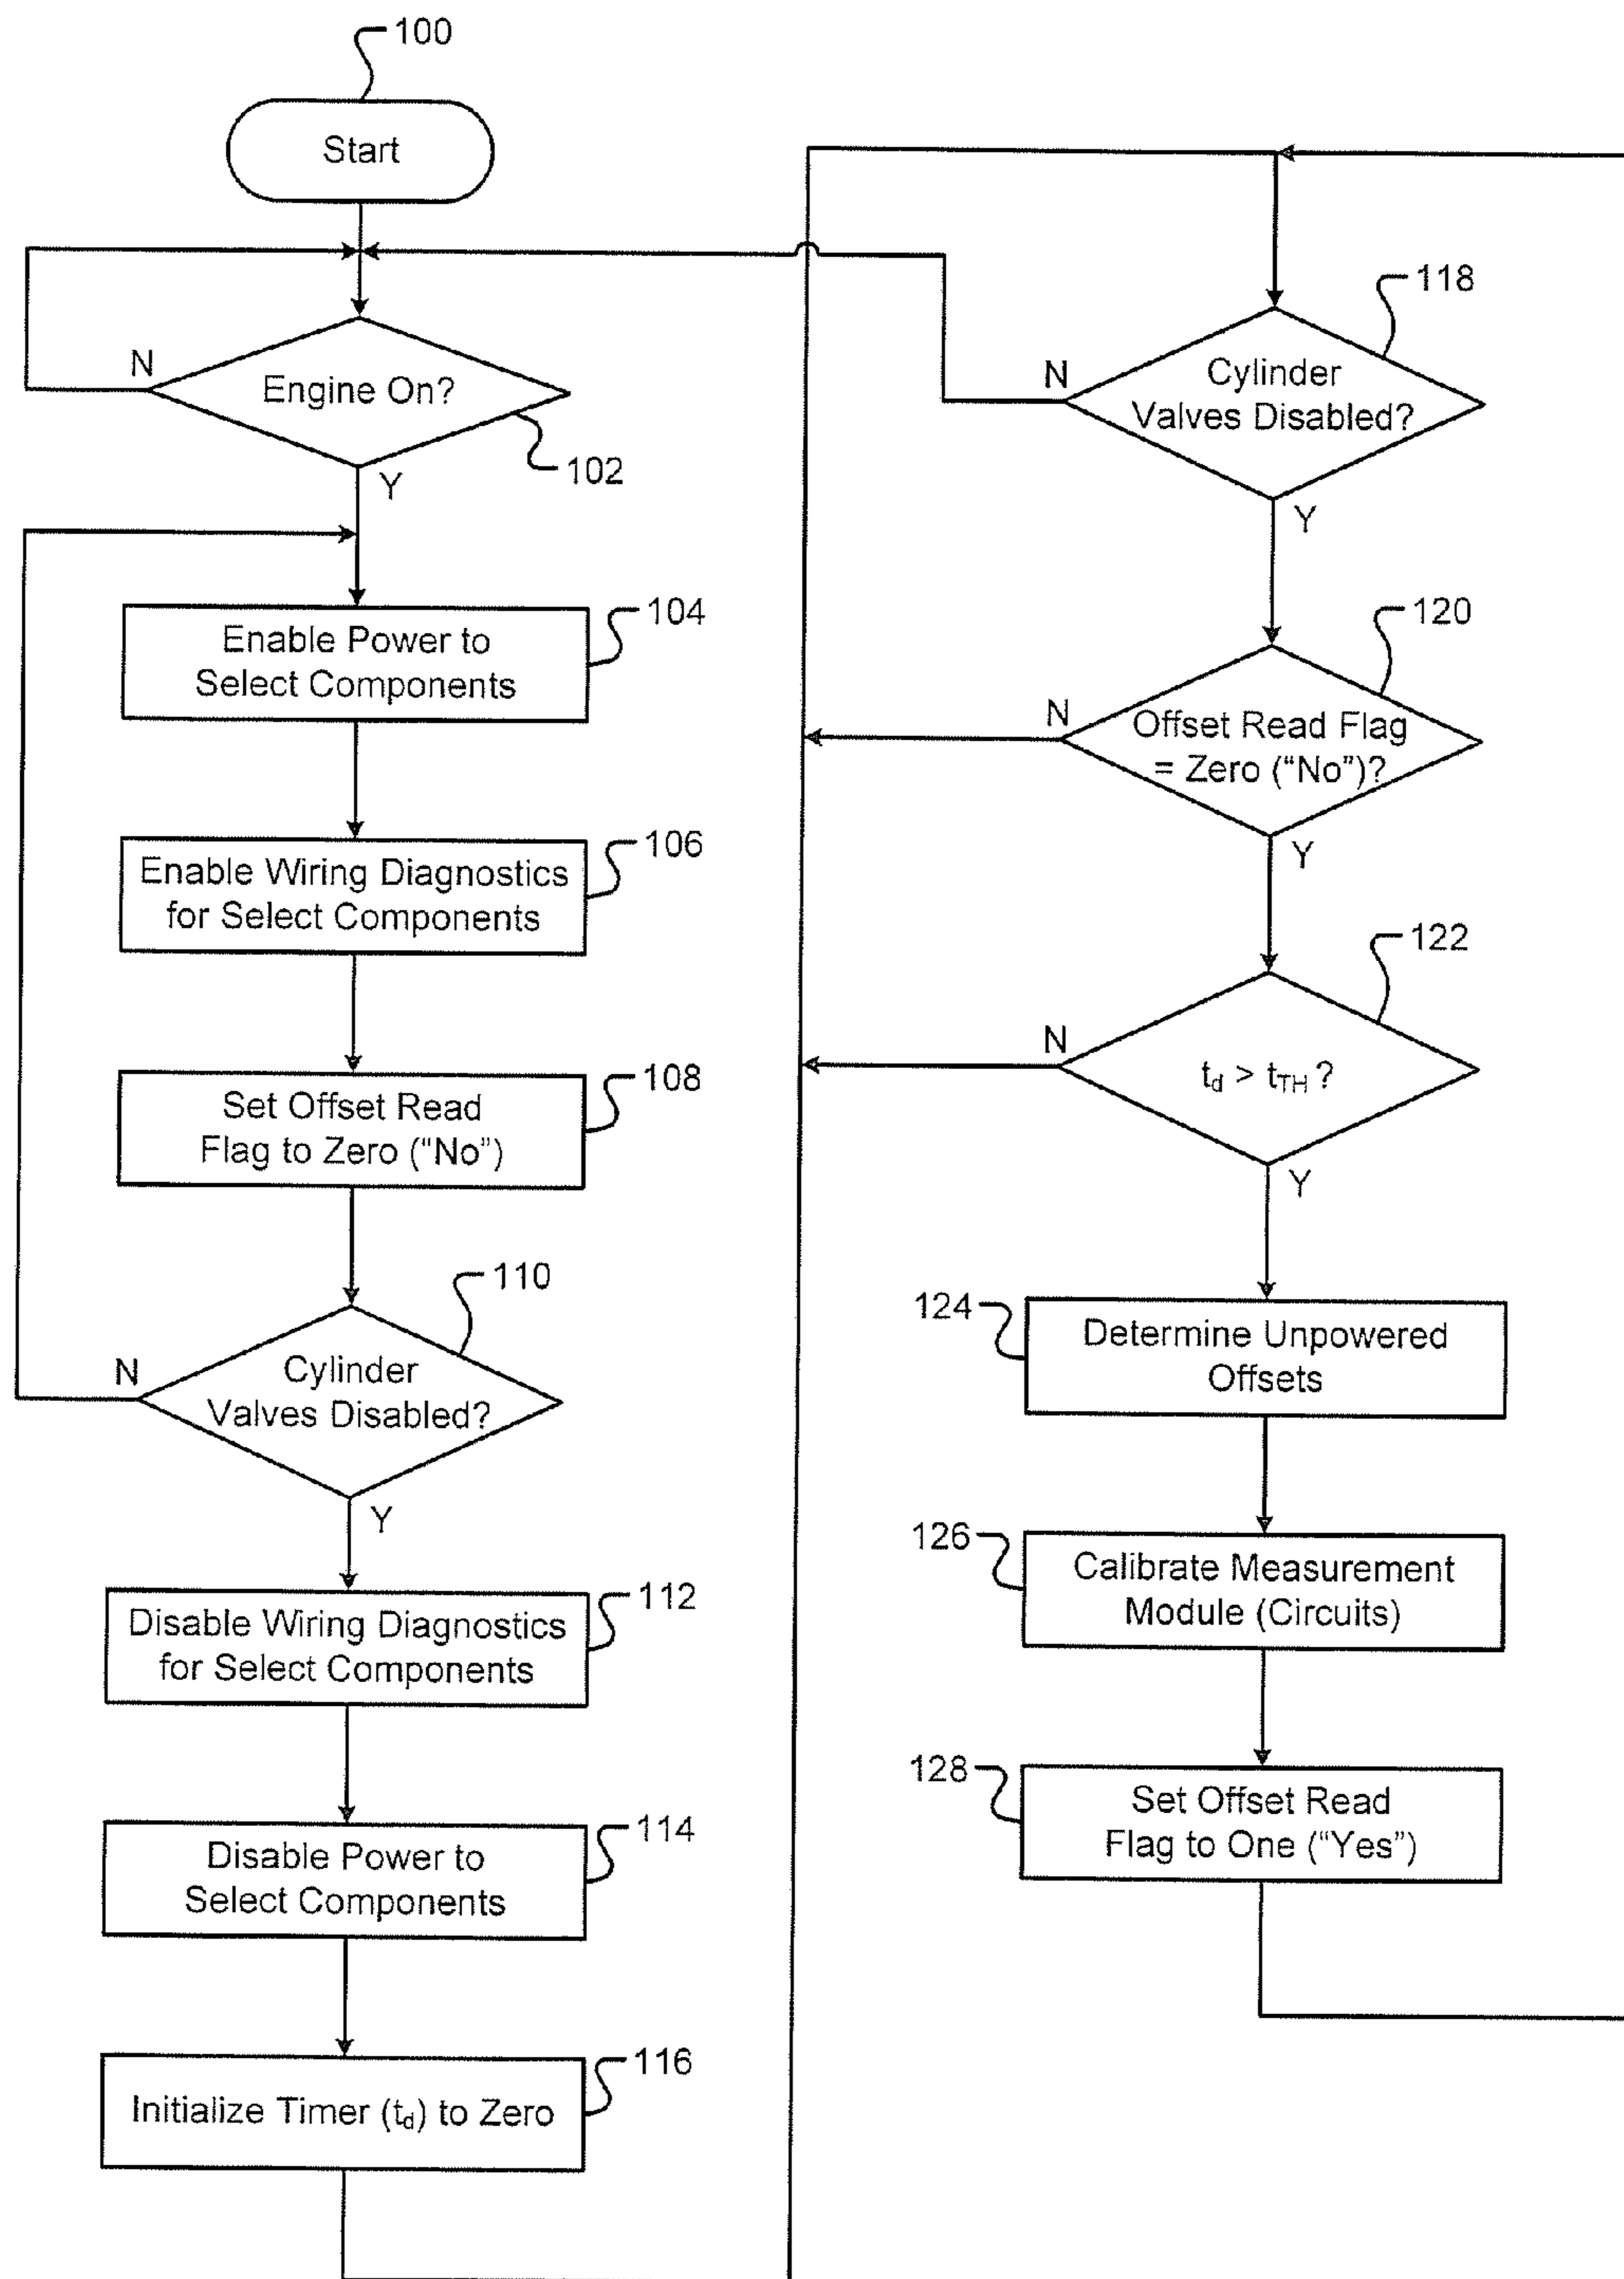 100
Start
N
Engine On?
102
Y
104
Enable Power to
Select Components
106
Enable Wiring Diagnostics
for Select Components
108
Set Offset Read
Flag to Zero (“No”)
110
N
Cylinder
Valves Disabled?
Y
112
Disable Wiring Diagnostics
for Select Components
114
Disable Power to
Select Components
116
Initialize Timer (td) to Zero
118
N
Cylinder
Valves Disabled?
Y
120
N
Offset Read Flag
= Zero (“No”)?
Y
122
N
td > tTH ?
Y
124
Determine Unpowered
Offsets
126
Calibrate Measurement
Module (Circuits)
128
Set Offset Read
Flag to One (“Yes”)